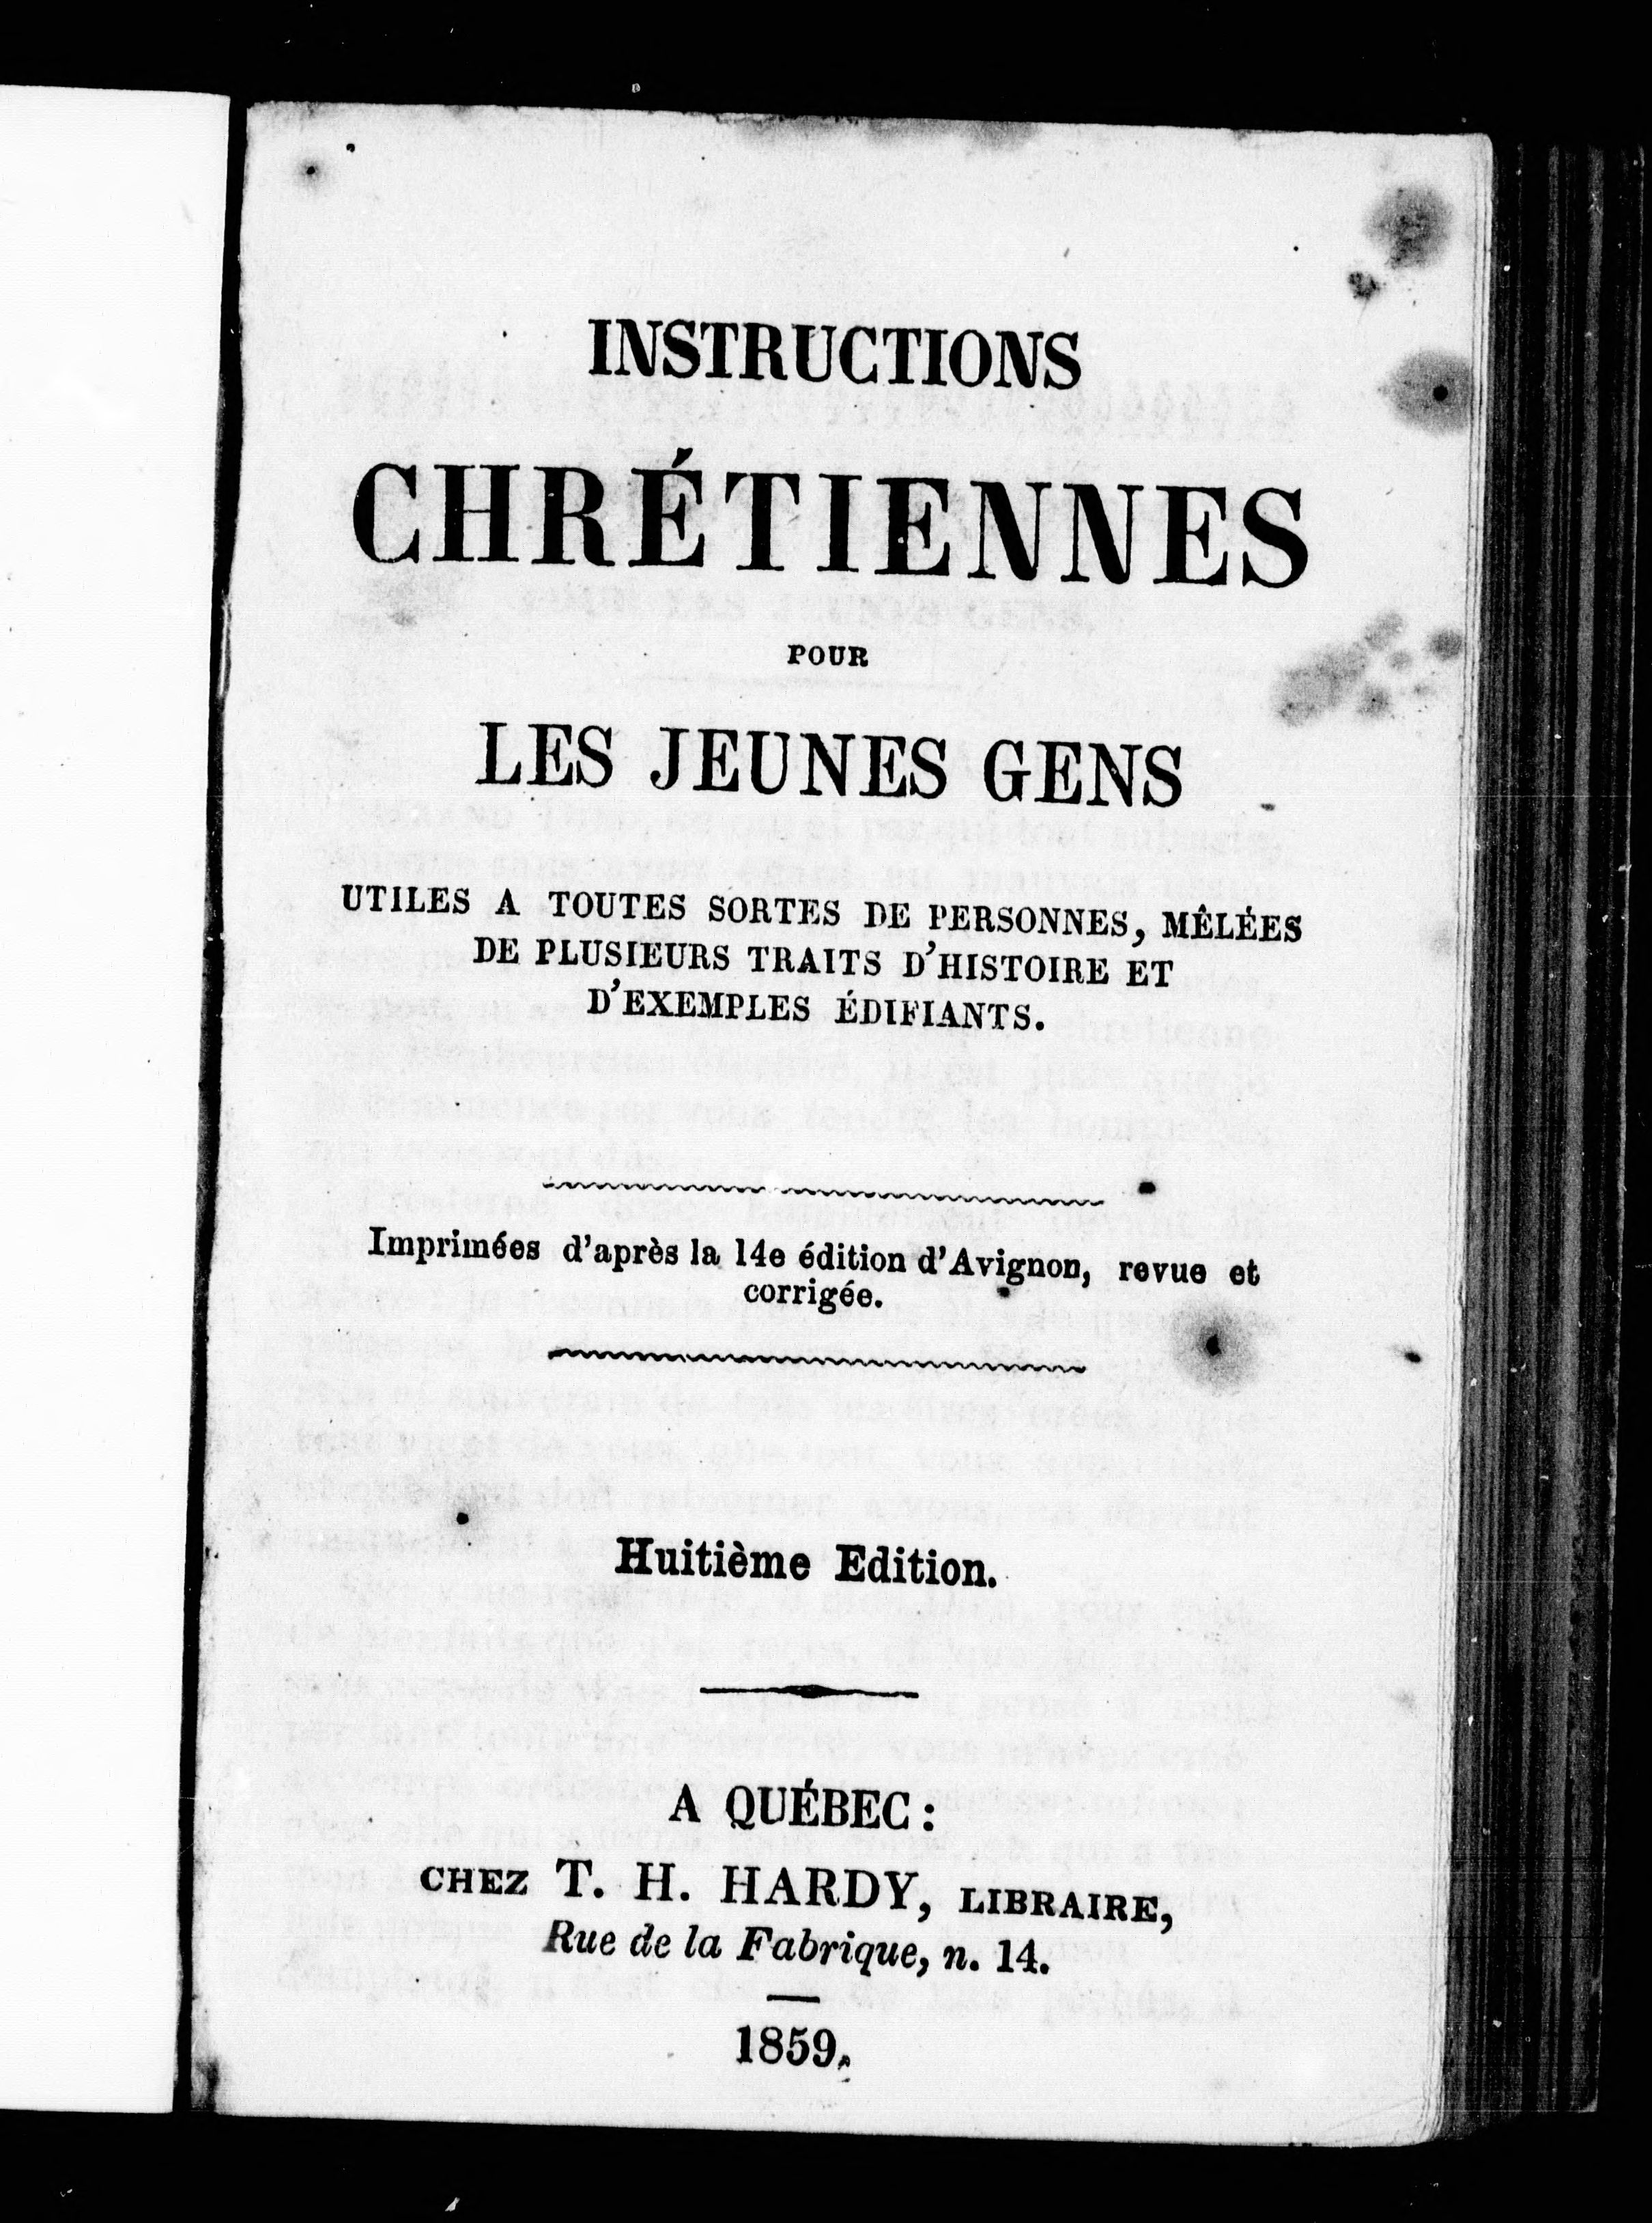 INSTRUCTIONS
CHRÉTIENNES
POUR
LES JEUNES GENS
UTILES A TOUTES SORTES DE PERSONNES, MÊLÉES
DE PLUSIEURS TRAITS D'HISTOIRE ET
D'EXEMPLES ÉDIFIANTS.
Imprimées d'après la 14e édition d'Avignon, revue et
corrigée.
Huitième Edition.
A QUÉBEC:
CHEZ T. H. HARDY, LIBRAIRE,
Rue de la Fabrique, n. 14.
1859.